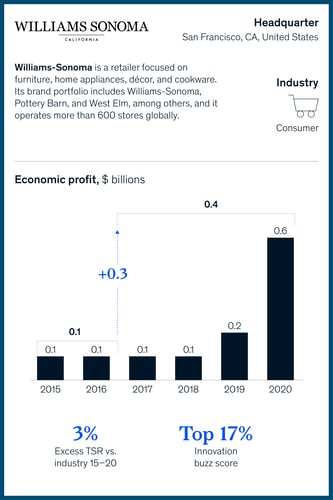 WILLIAMS SONOMA
CALIFORNIA
Headquarter
San Francisco, CA, United States
Williams-Sonoma is a retailer focused on
furniture, home appliances, décor, and cookware.
Its brand portfolio includes Williams-Sonoma,
Pottery Barn, and West Elm, among others, and it
operates more than 600 stores globally.
Industry
Consumer
Economic profit, $ billions
0.4
0.6
+0.3
0.1
0.2
0.1 0.1 0.1 0.1
2015 2016 2017 2018 2019 2020
3%
Excess TSR vs.
industry 15–20
Top 17%
Innovation
buzz score